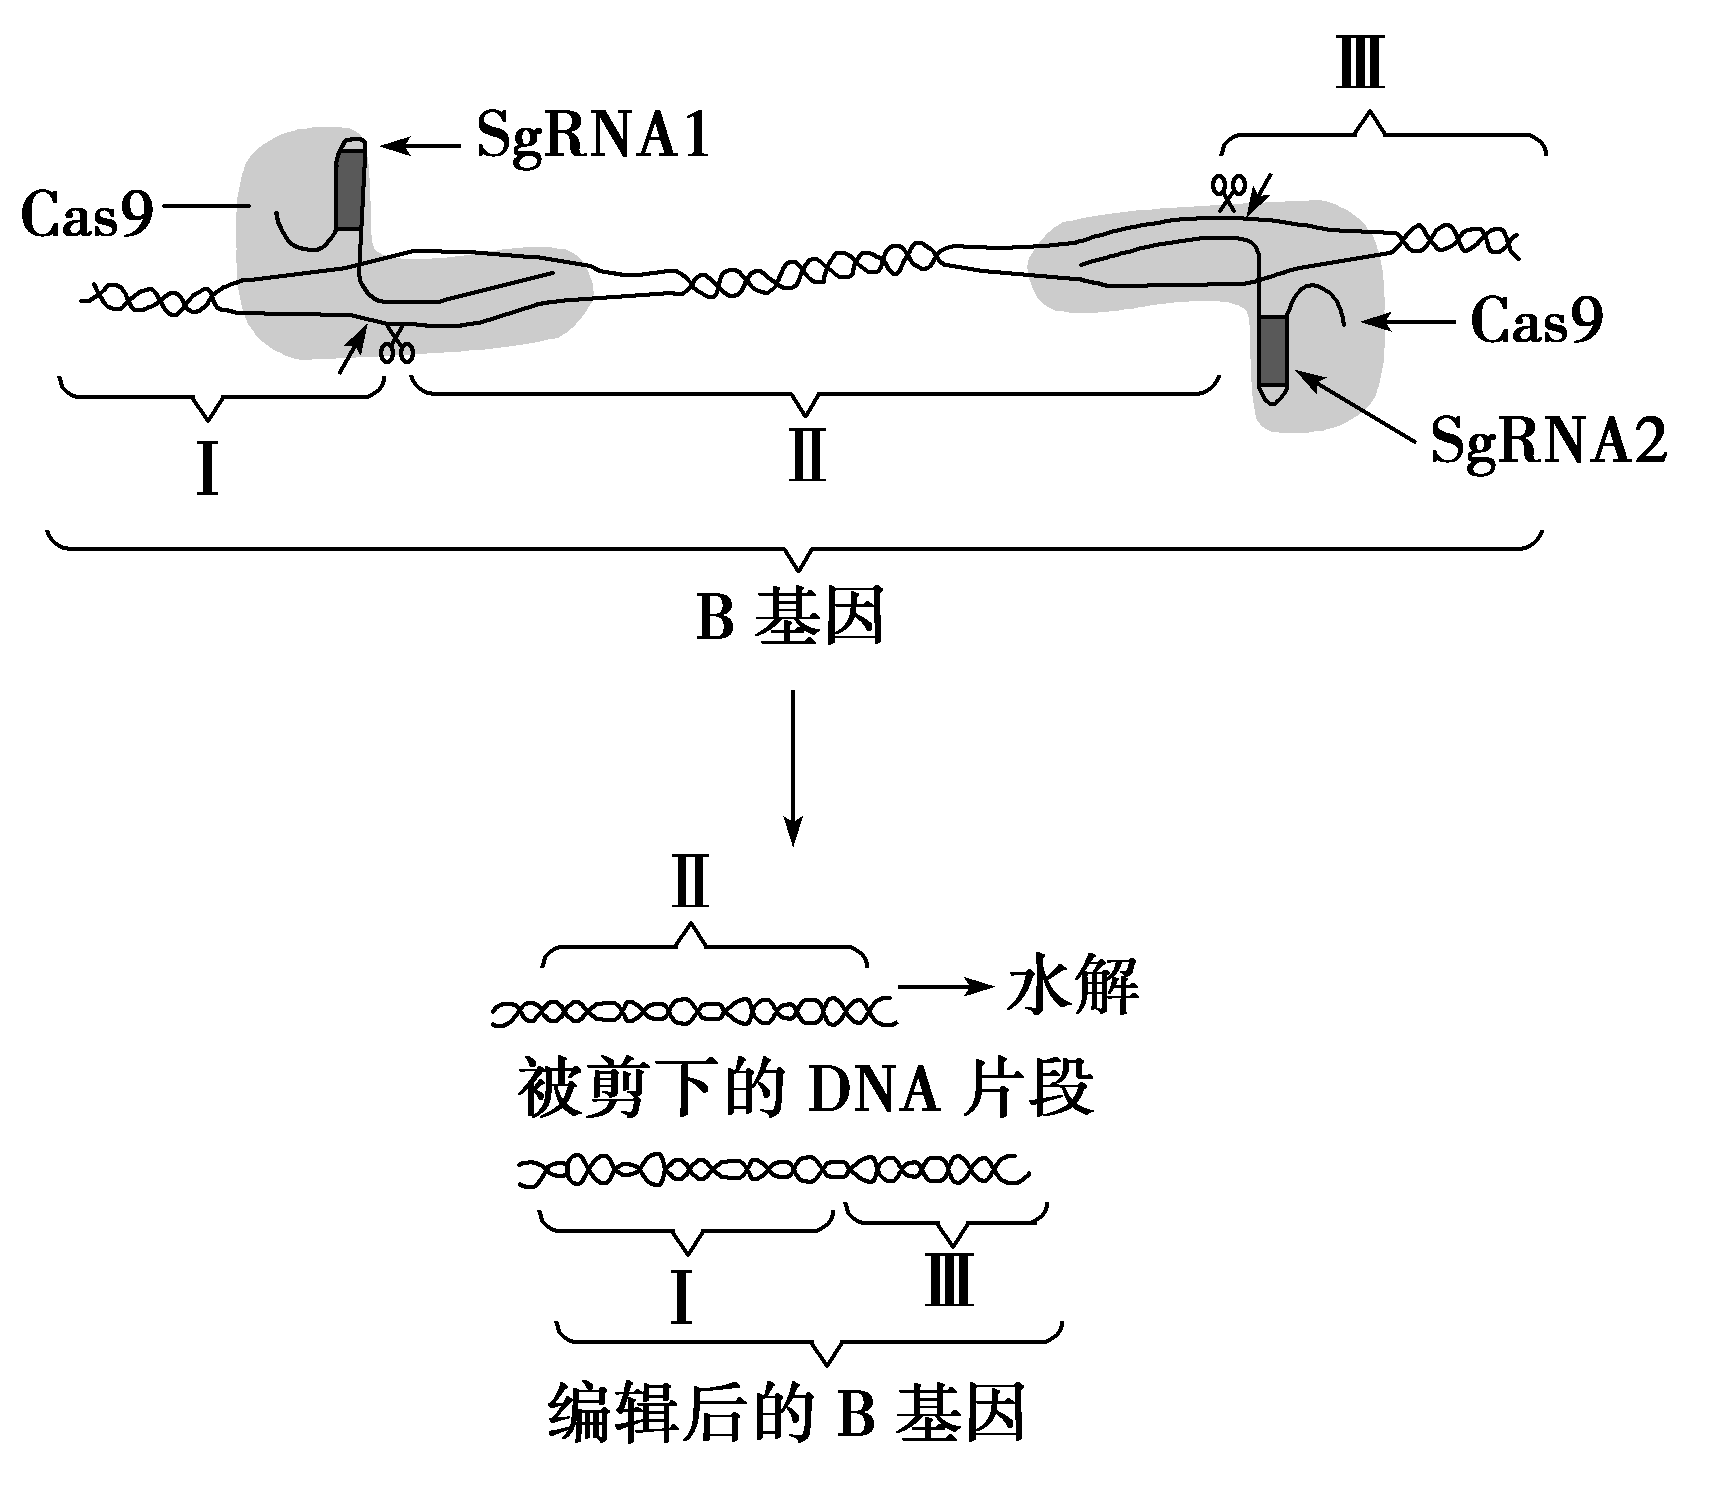 Ⅲ
SgRNA1
Cas9
Cas9
SgRNA2
Ⅰ
Ⅱ
B 基因
Ⅱ
水解
被剪下的 DNA 片段
Ⅰ
Ⅲ
编辑后的 B 基因